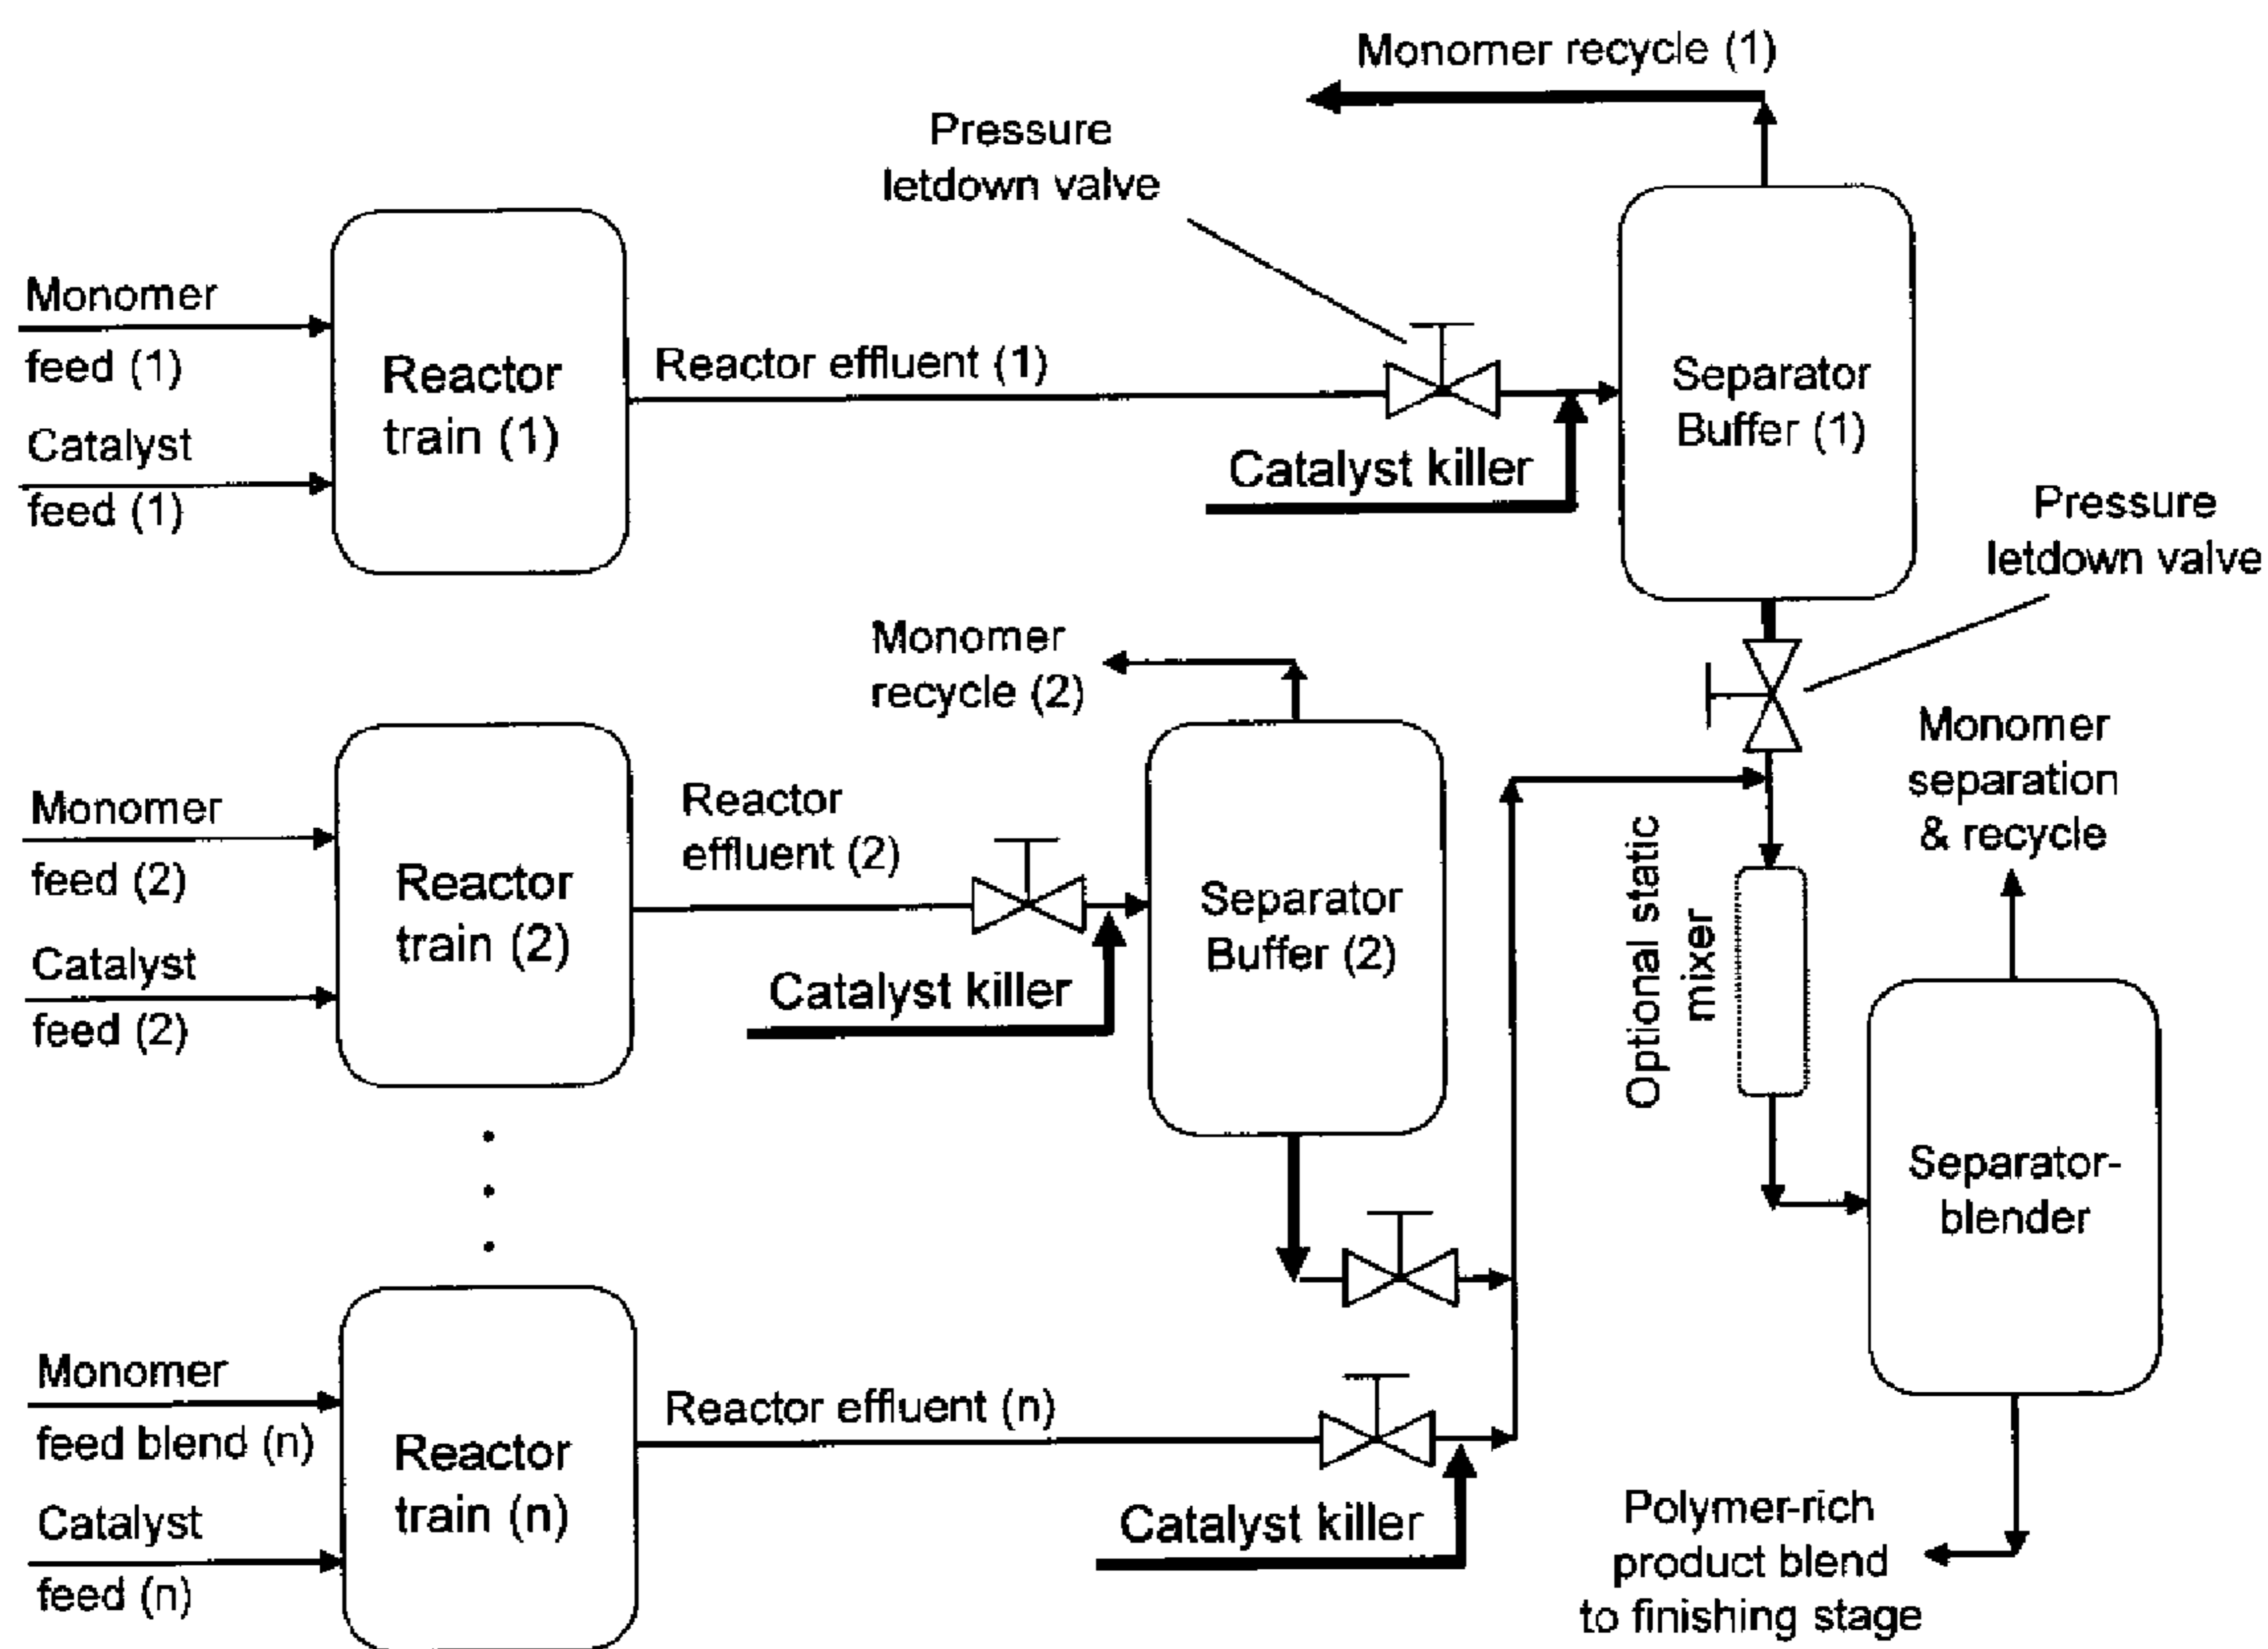 Monomer recycle (1)
Pressure
letdown valve
Monomer
feed (1)
Catalyst
feed (1)
Reactor
train (1)
Reactor effluent (1)
Catalyst killer
Separator
Buffer (1)
Pressure
letdown valve
Monomer
recycle (2)
Monomer
feed (2)
Catalyst
feed (2)
Reactor
train (2)
Reactor
effluent (2)
Catalyst killer
Separator
Buffer (2)
Optional static
mixer
Monomer
separation
& recycle
Separator-
blender
Monomer
feed blend (n)
Catalyst
feed (n)
Reactor
train (n)
Reactor effluent (n)
Catalyst killer
Polymer-rich
product blend
to finishing stage